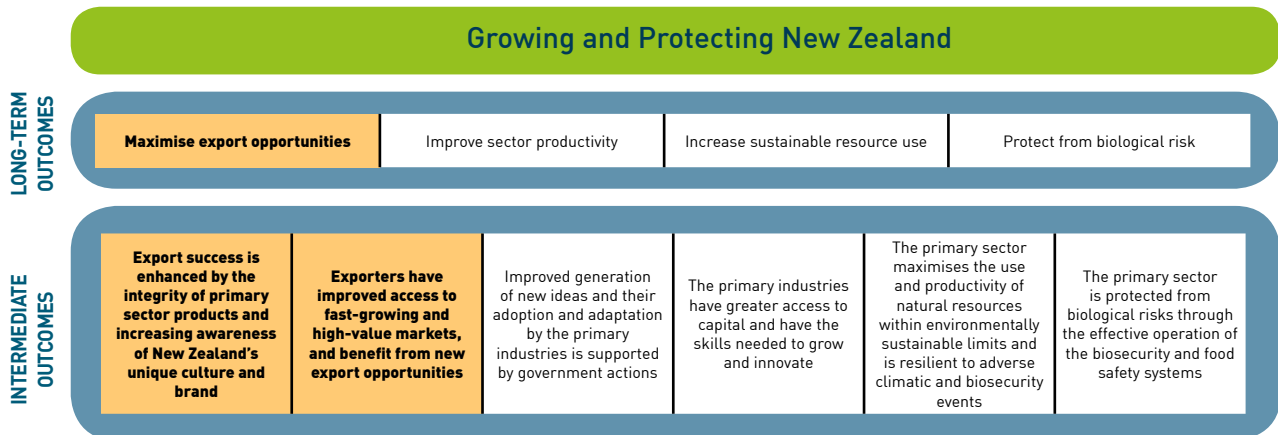 Growing and Protecting New Zealand
LONG-TERM
OUTCOMES
Maximise export opportunities
Improve sector productivity
Increase sustainable resource use
Protect from biological risk
INTERMEDIATE
OUTCOMES
Export success is
enhanced by the
integrity of primary
sector products and
increasing awareness
of New Zealand's
unique culture and
brand
Exporters have
improved access to
fast-growing and
high-value markets,
and benefit from new
export opportunities
Improved generation
of new ideas and their
adoption and adaptation
by the primary
industries is supported
by government actions
The primary industries
have greater access to
capital and have the
skills needed to grow
and innovate
The primary sector
maximises the use
and productivity of
natural resources
within environmentally
sustainable limits and
is resilient to adverse
climatic and biosecurity
events
The primary sector
is protected from
biological risks through
the effective operation of
the biosecurity and food
safety systems